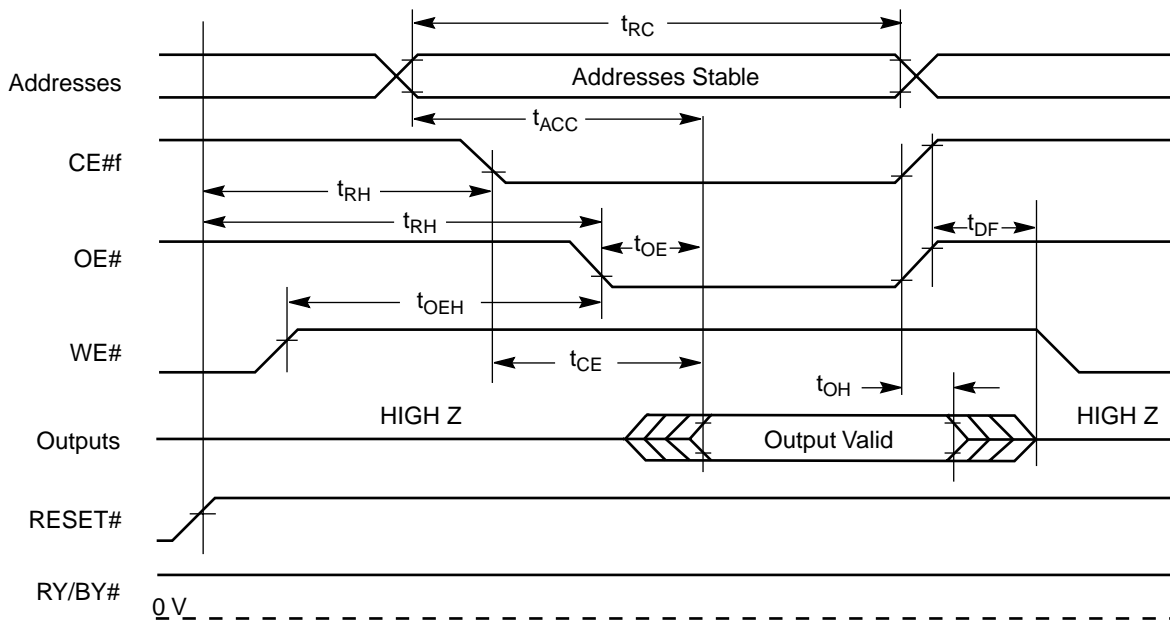 tRC
Addresses
Addresses Stable
tACC
CE#f
tRH
tRH
tOE
tDF
OE#
tOEH
WE#
tCE
tOH
HIGH Z
HIGH Z
Outputs
Output Valid
RESET#
RY/BY#
0 V